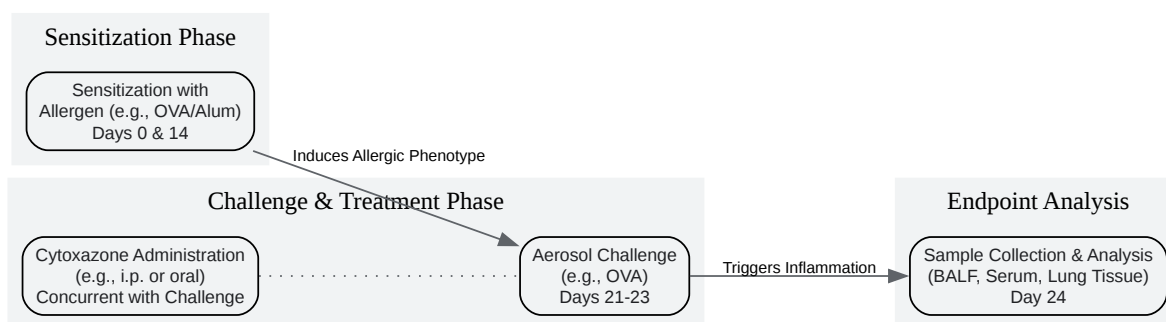 Sensitization Phase
Sensitization with
Allergen (e.g., OVA/Alum)
Days 0 & 14
Induces Allergic Phenotype
Challenge & Treatment Phase
Cytoxazone Administration
(e.g., i.p. or oral)
Concurrent with Challenge
Aerosol Challenge
(e.g., OVA)
Days 21-23
Triggers Inflammation
Endpoint Analysis
Sample Collection & Analysis
(BALF, Serum, Lung Tissue)
Day 24